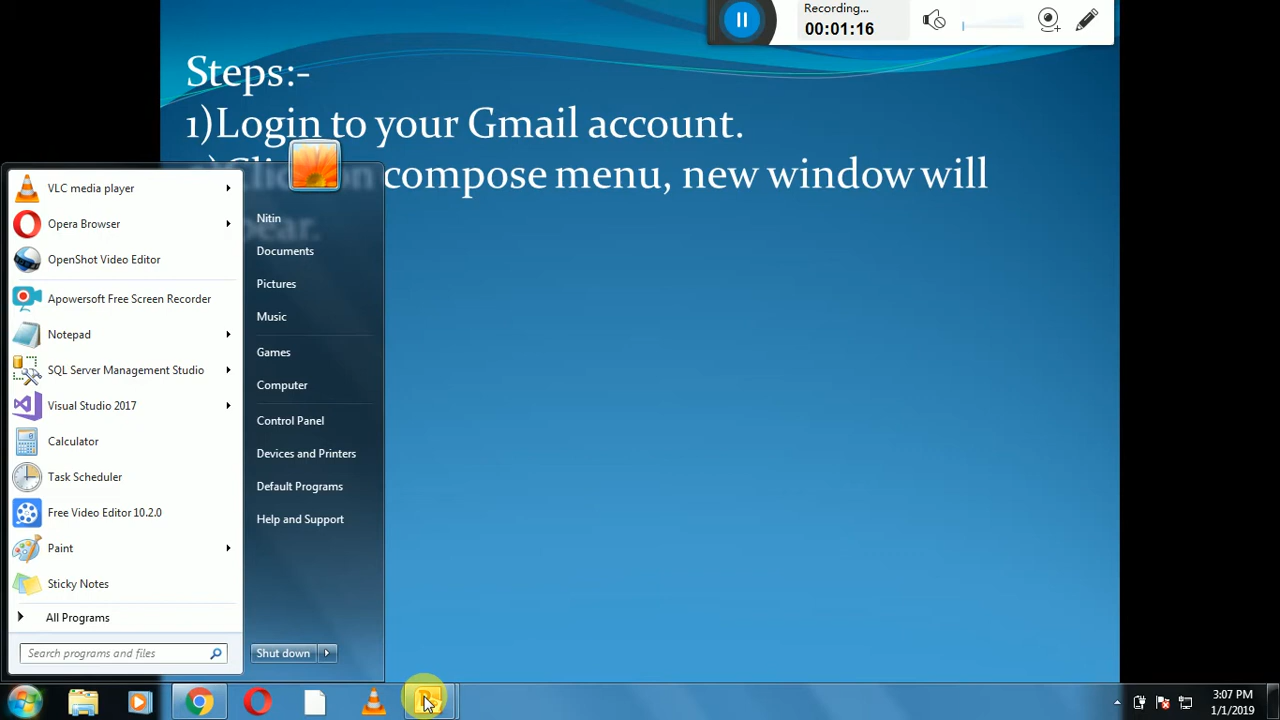 Recording...
00:01:16
Steps:-
1)Login to your Gmail account.
compose menu, new window will
VLC media player
Opera Browser
OpenShot Video Editor
Apowersoft Free Screen Recorder
Notepad
SQL Server Management Studio
Visual Studio 2017
Calculator
Task Scheduler
Free Video Editor 10.2.0
Paint
Sticky Notes
All Programs
Search programs and files
Nitin
Documents
Pictures
Music
Games
Computer
Control Panel
Devices and Printers
Default Programs
Help and Support
Shut down
3:07 PM
1/1/2019